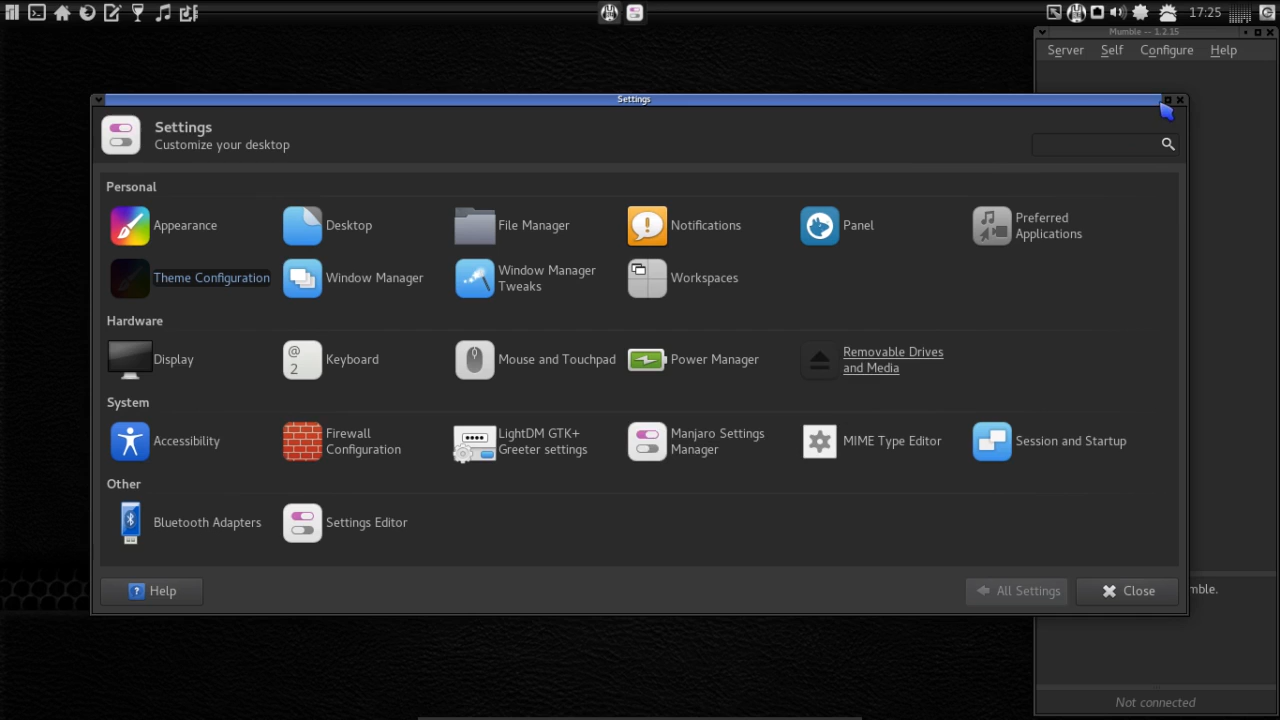 17:25
Mumble -- 1.2.15
Server Self Configure Help
Settings
Settings
Customize your desktop
Personal
Appearance
Desktop
File Manager
Notifications
Panel
Preferred
Applications
Theme Configuration
Window Manager
Window Manager
Tweaks
Workspaces
Hardware
Display
@
2
Keyboard
Mouse and Touchpad
Power Manager
Removable Drives
and Media
System
Accessibility
Firewall
Configuration
LightDM GTK+
Greeter settings
Manjaro Settings
Manager
MIME Type Editor
Session and Startup
Other
Bluetooth Adapters
Settings Editor
? Help
All Settings
Close
mble.
Not connected